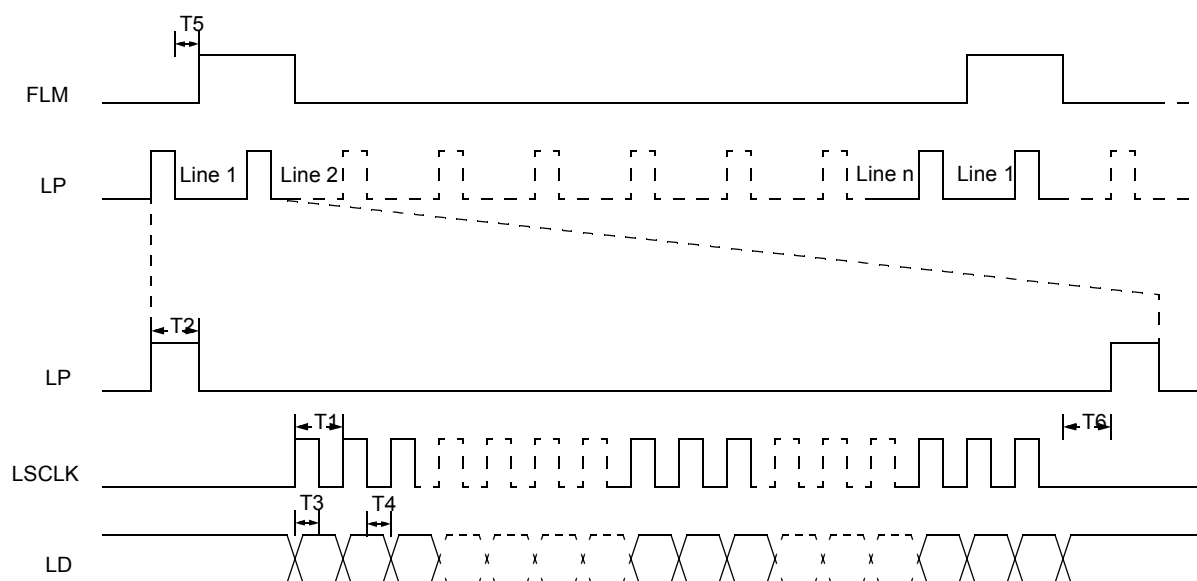 T5
FLM
LP
Line 1
Line 2
Line n
Line 1
T2
LP
T1
T6
LSCLK
T3
T4
LD